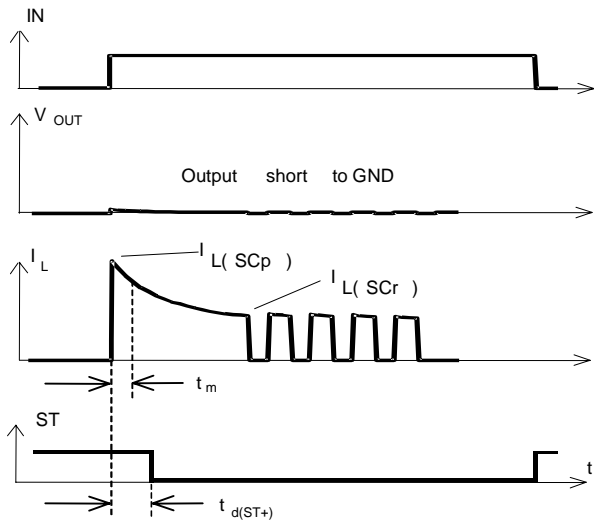 IN
V OUT
Output short to GND
I L
I L( SCp )
I L( SCr )
t m
ST
t
t d(ST+)